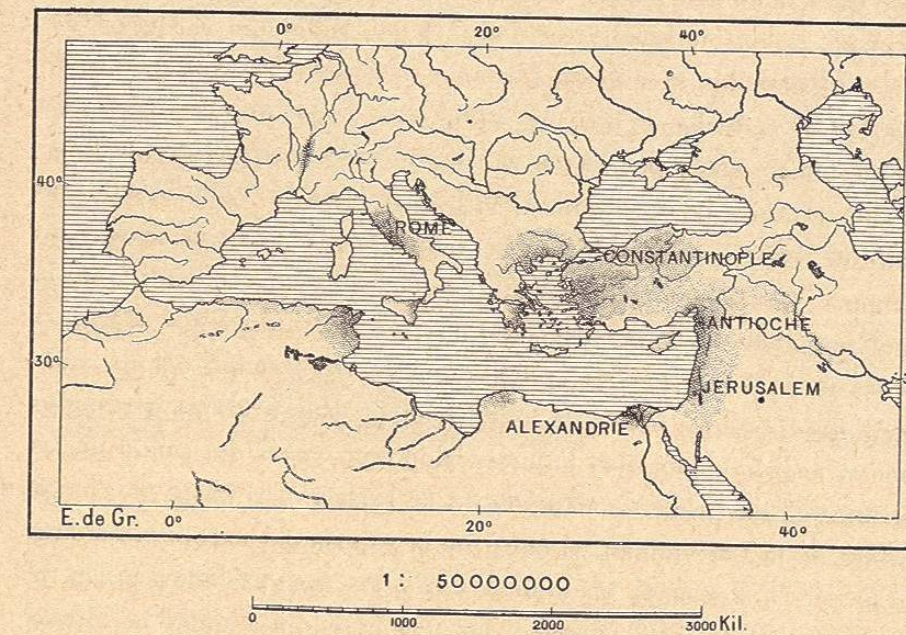 0° 20° 40°
40°
ROME
CONSTANTINOPLE
ANTIOCHE
30°
JERUSALEM
ALEXANDRIE
E. de Gr. 0° 20° 40°
1 : 50000000
0 1000 2000 3000 Kil.